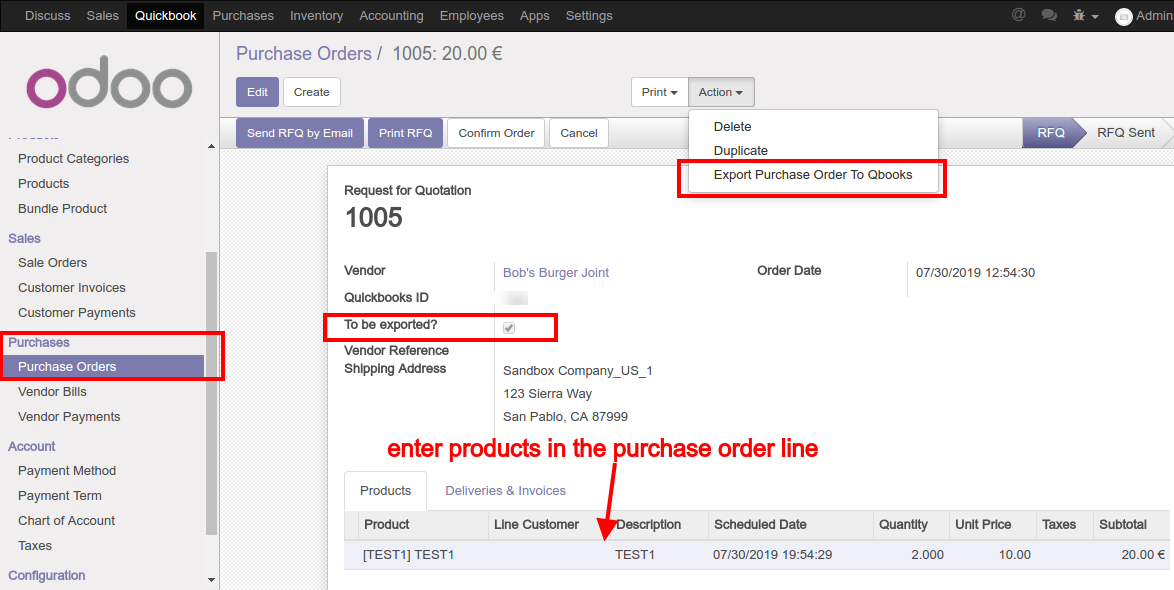 Discuss Sales Quickbook Purchases Inventory Accounting Employees Apps Settings @ Admin
odoo
Product Categories
Products
Bundle Product
Sales
Sale Orders
Customer Invoices
Customer Payments
Purchases
Purchase Orders
Vendor Bills
Vendor Payments
Account
Payment Method
Payment Term
Chart of Account
Taxes
Configuration
Purchase Orders / 1005: 20.00 €
Edit Create Print Action
Send RFQ by Email Print RFQ Confirm Order Cancel RFQ RFQ Sent
Delete
Duplicate
Export Purchase Order To Qbooks
Request for Quotation
1005
Vendor Bob's Burger Joint Order Date 07/30/2019 12:54:30
Quickbooks ID
To be exported?
Vendor Reference
Shipping Address Sandbox Company_US_1
123 Sierra Way
San Pablo, CA 87999
enter products in the purchase order line
Products Deliveries & Invoices
Product Line Customer Description Scheduled Date Quantity Unit Price Taxes Subtotal
[TEST1] TEST1 TEST1 07/30/2019 19:54:29 2.000 10.00 20.00 €